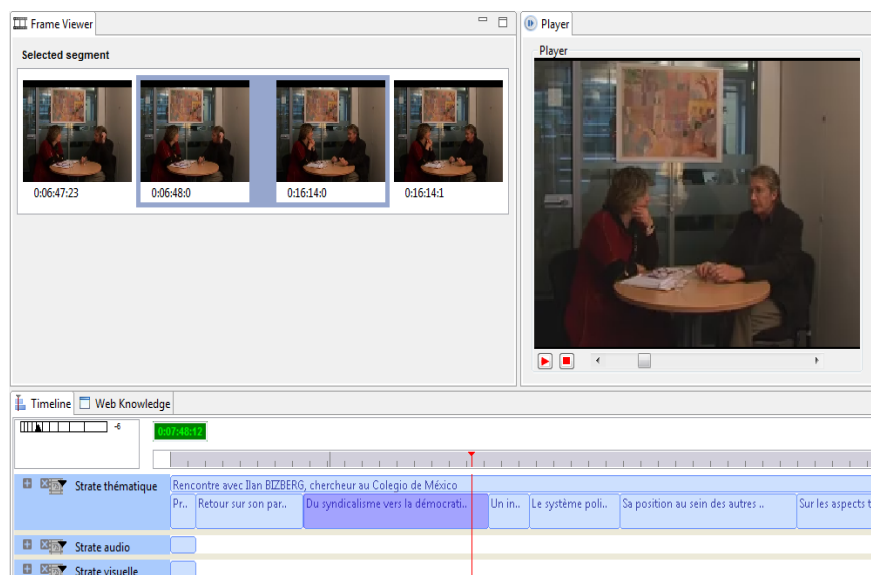 Frame Viewer
Selected segment
0:06:47:23
0:06:48:0
0:16:14:0
0:16:14:1
Player
Player
Timeline
Web Knowledge
-6
0:07:48:12
Strate thématique
Rencontre avec Ilan BIZBERG, chercheur au Colegio de México
Pr..
Retour sur son par..
Du syndicalisme vers la démocrati..
Un in..
Le système poli..
Sa position au sein des autres ..
Sur les aspects t
Strate audio
Strate visuelle